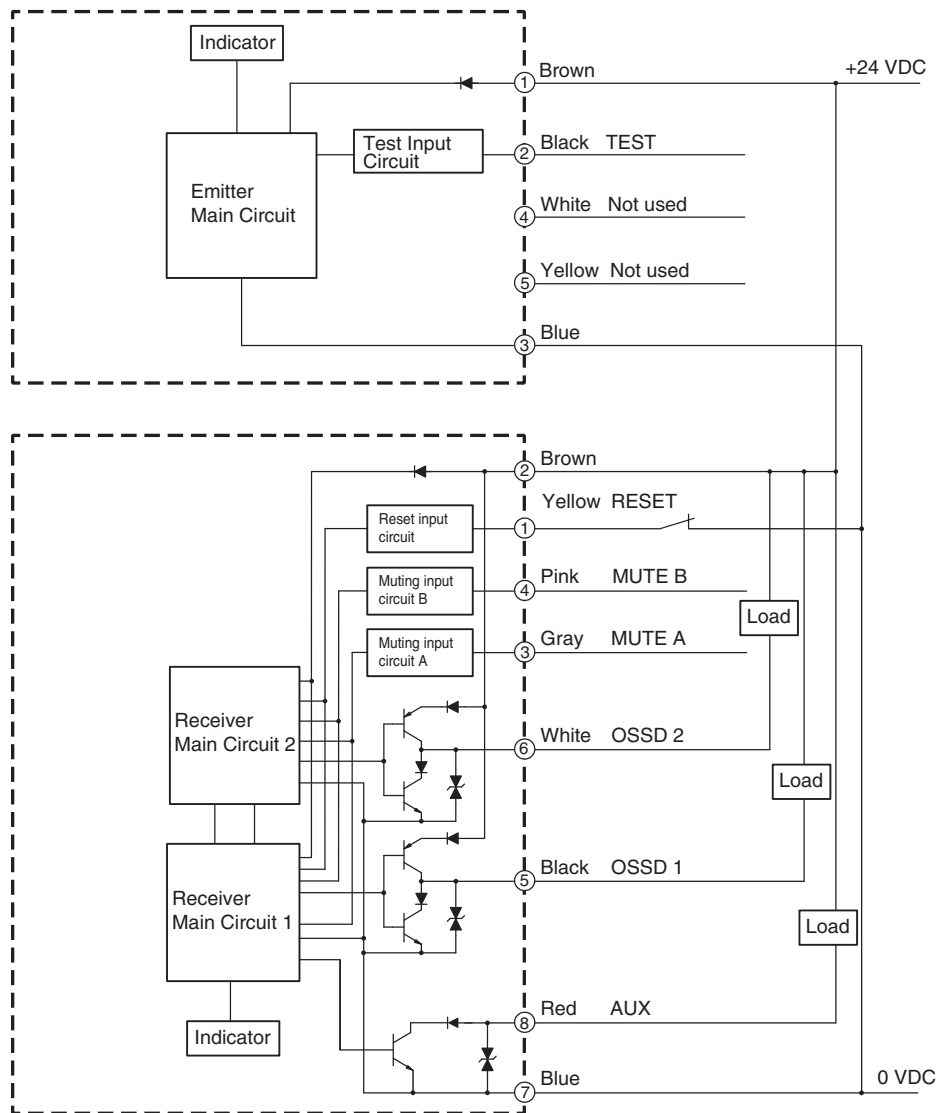 Indicator
① Brown
+24 VDC
Test Input
Circuit
② Black TEST
Emitter
Main Circuit
④ White Not used
⑤ Yellow Not used
③ Blue
② Brown
Reset input
circuit
① Yellow RESET
Muting input
circuit B
④ Pink MUTE B
Load
Muting input
circuit A
③ Gray MUTE A
Receiver
Main Circuit 2
⑥ White OSSD 2
Load
Receiver
Main Circuit 1
⑤ Black OSSD 1
Load
Indicator
⑧ Red AUX
⑦ Blue
0 VDC